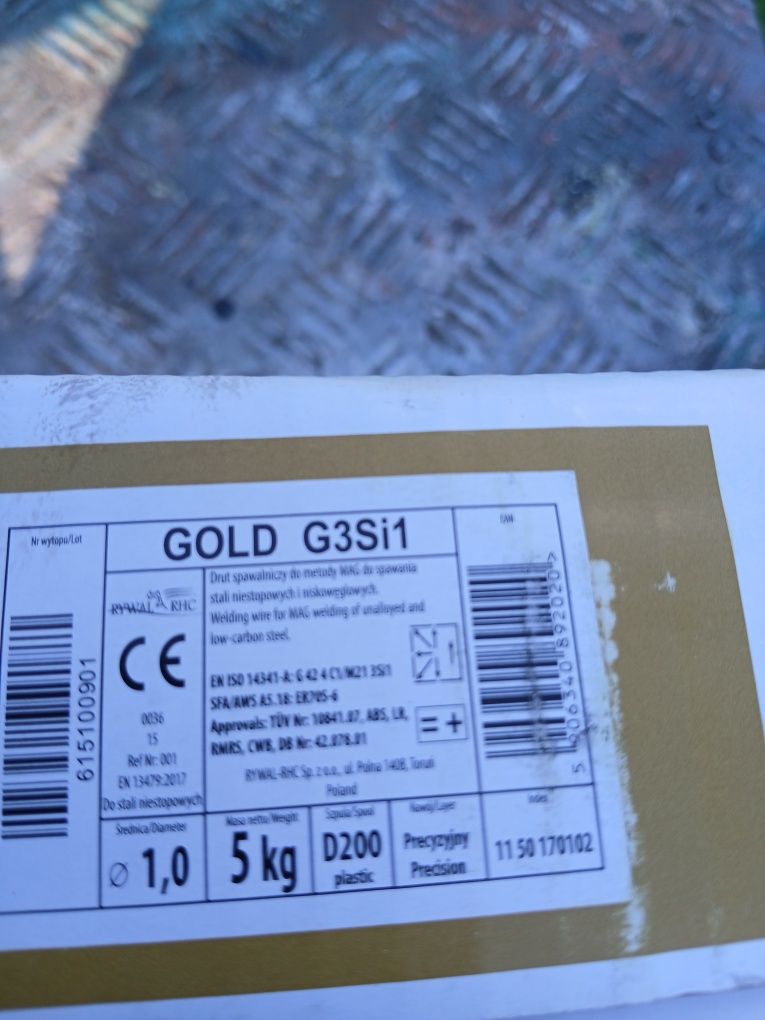 Nr wytopu/Lot
615100901
GOLD G3Si1
RYWAL RHC
CE
0036
15
Ref Nr: 001
EN 13479:2017
Do stali niestopowych
Drut spawalniczy do metody MAG do spawania
stali niestopowych i niskowęglowych.
Welding wire for MAG welding of unalloyed and
low-carbon steel.
EN ISO 14341-A: G 42 4 C1/M21 3Si1
SFA/AWS A5.18: ER70S-6
Approvals: TÜV Nr: 10641.07, ABS, LR,
RMRS, CWB, DB Nr: 42.078.01
RYWAL-RHC Sp. z o.o., ul. Polna 140B, Toruń
Poland
= +
EAN
5 906340 892020 >
Średnica/Diameter
Ø 1,0
Masa netto/Weight
5 kg
Szpula/Spool
D200
plastic
Nawój/Layer
Precyzyjny
Precision
Index
11 50 170102